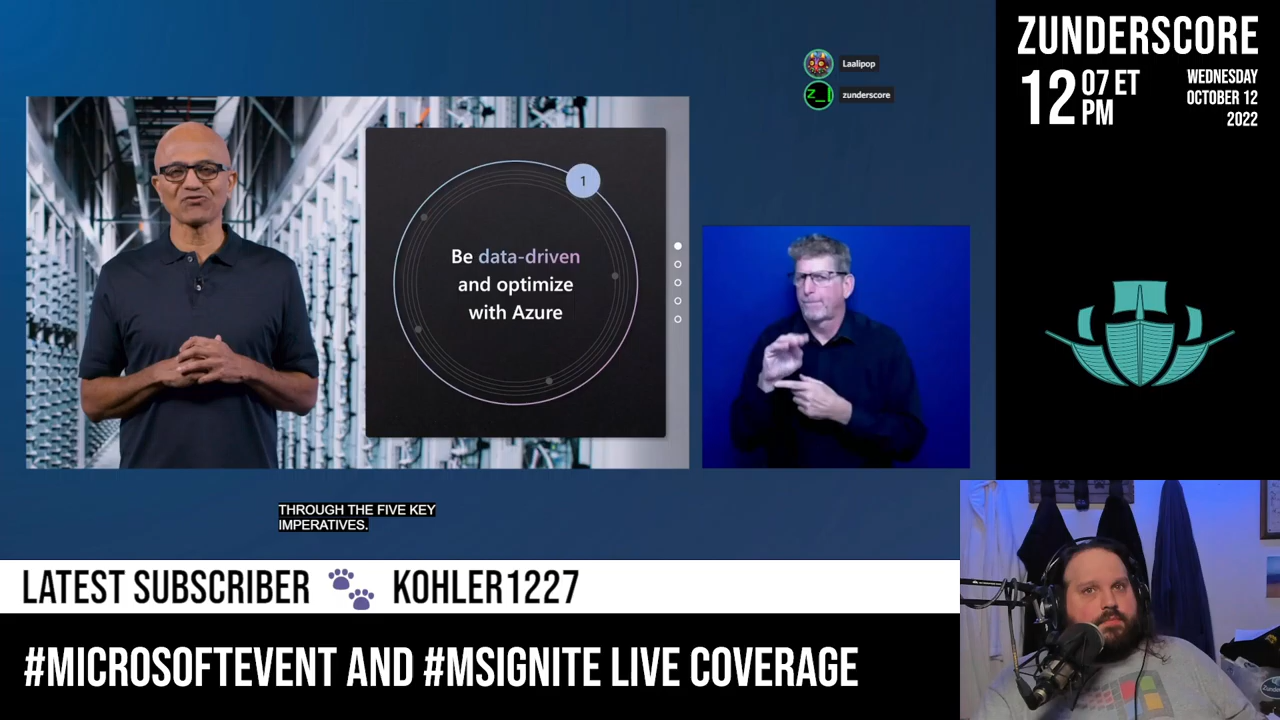 Laalipop
z_
zunderscore
ZUNDERSCORE
12
07 ET
PM
WEDNESDAY
OCTOBER 12
2022
1
Be data-driven
and optimize
with Azure
THROUGH THE FIVE KEY
IMPERATIVES.
LATEST SUBSCRIBER KOHLER1227
#MICROSOFTEVENT AND #MSIGNITE LIVE COVERAGE